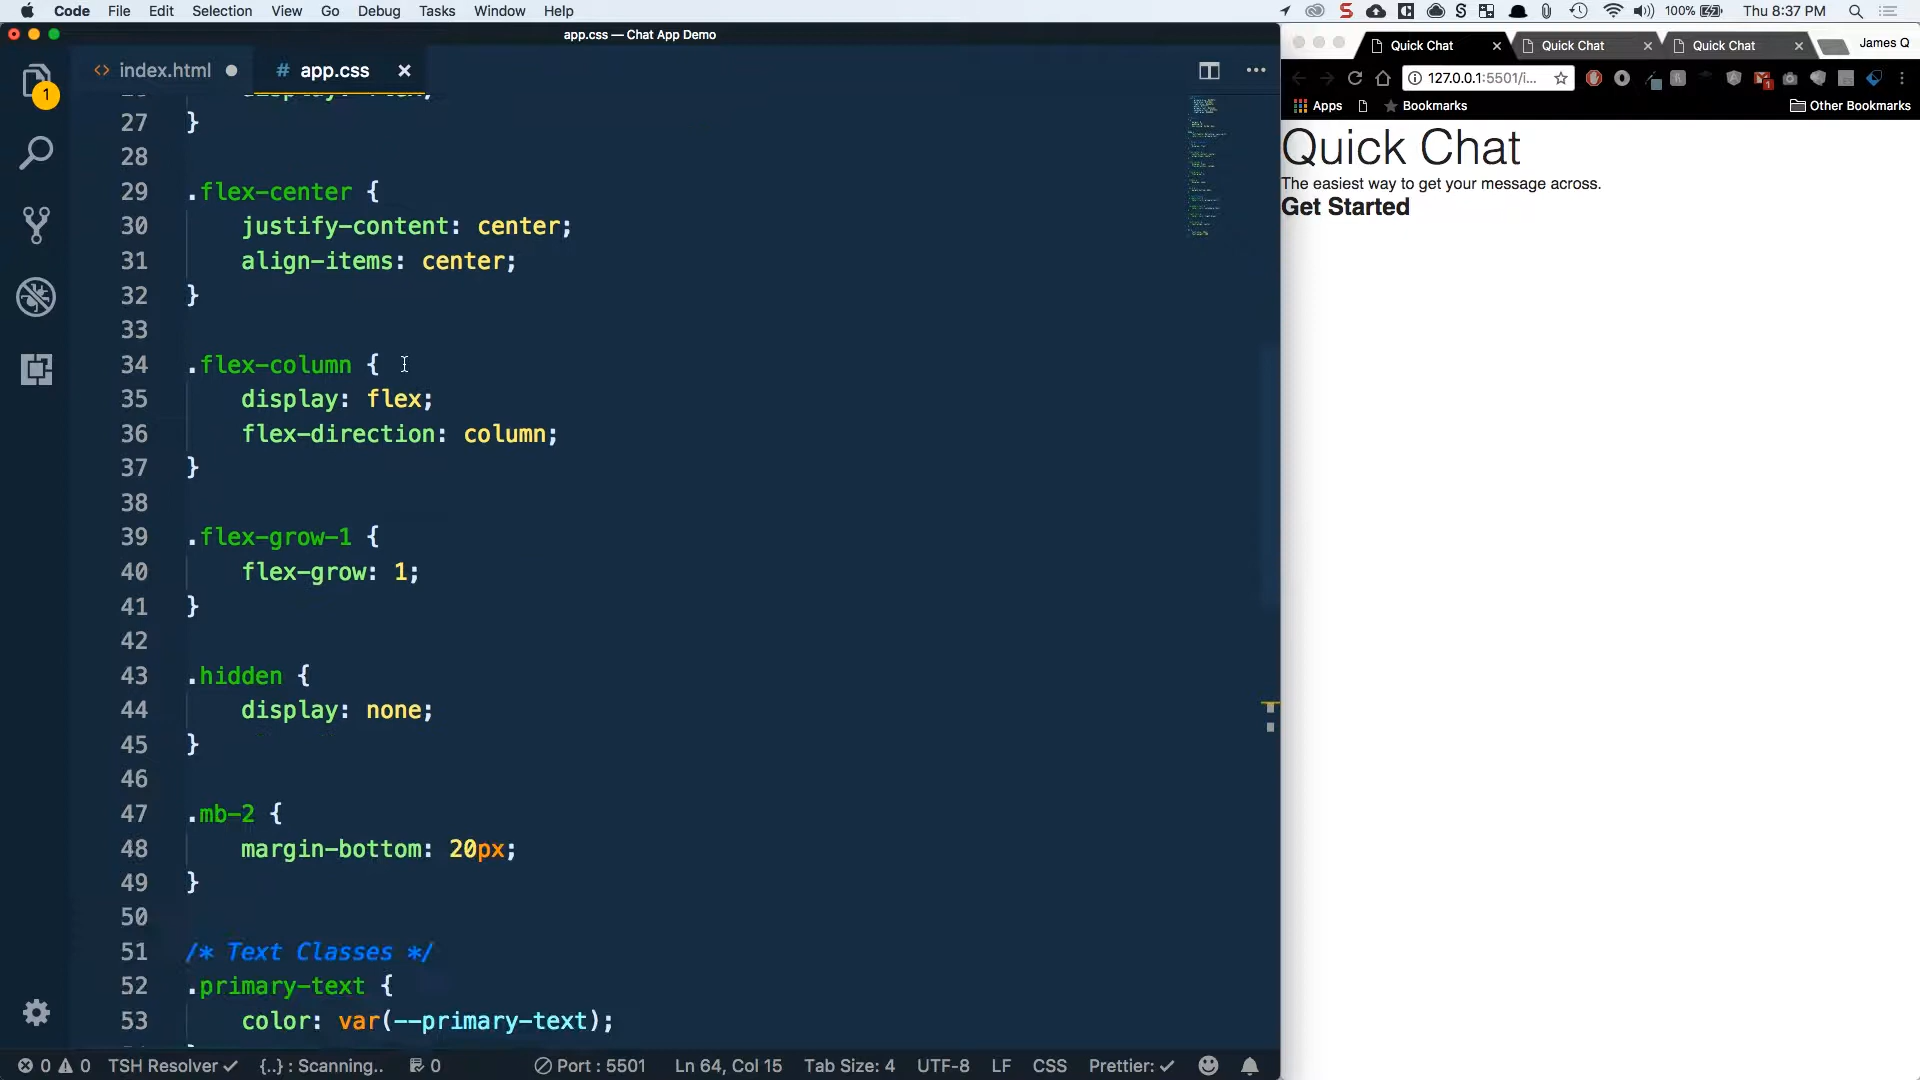 Code File Edit Selection View Go Debug Tasks Window Help
100% Thu 8:37 PM
app.css — Chat App Demo
index.html
app.css
1
27 }
28
29 .flex-center {
30 justify-content: center;
31 align-items: center;
32 }
33
34 .flex-column {
35 display: flex;
36 flex-direction: column;
37 }
38
39 .flex-grow-1 {
40 flex-grow: 1;
41 }
42
43 .hidden {
44 display: none;
45 }
46
47 .mb-2 {
48 margin-bottom: 20px;
49 }
50
51 /* Text Classes */
52 .primary-text {
53 color: var(--primary-text);
0 0 TSH Resolver {..} : Scanning.. 0 Port : 5501 Ln 64, Col 15 Tab Size: 4 UTF-8 LF CSS Prettier:
Quick Chat Quick Chat Quick Chat James Q
127.0.0.1:5501/i...
Apps Bookmarks Other Bookmarks
Quick Chat
The easiest way to get your message across.
Get Started